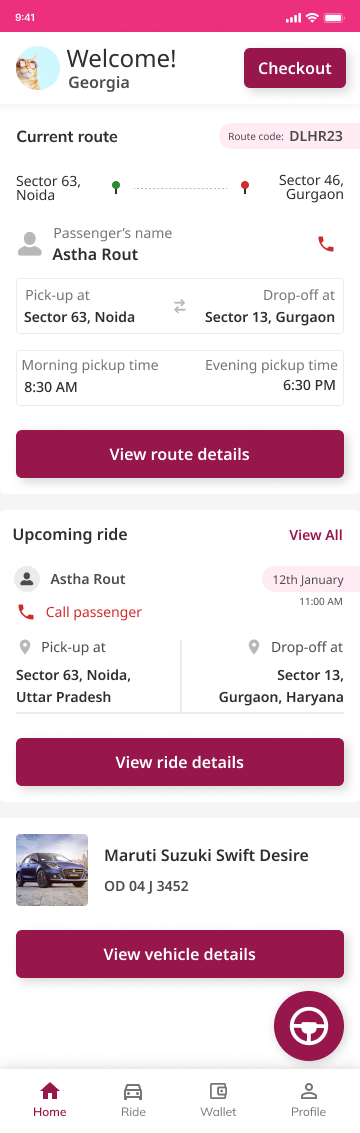 9:41
Welcome!
Georgia
Checkout
Current route
Route code: DLHR23
Sector 63,
Noida
Sector 46,
Gurgaon
Passenger's name
Astha Rout
Pick-up at
Drop-off at
Sector 63, Noida
Sector 13, Gurgaon
Morning pickup time
Evening pickup time
8:30 AM
6:30 PM
View route details
Upcoming ride
View All
Astha Rout
12th January
11:00 AM
Call passenger
Pick-up at
Drop-off at
Sector 63, Noida,
Uttar Pradesh
Sector 13,
Gurgaon, Haryana
View ride details
Maruti Suzuki Swift Desire
OD 04 J 3452
View vehicle details
Home
Ride
Wallet
Profile